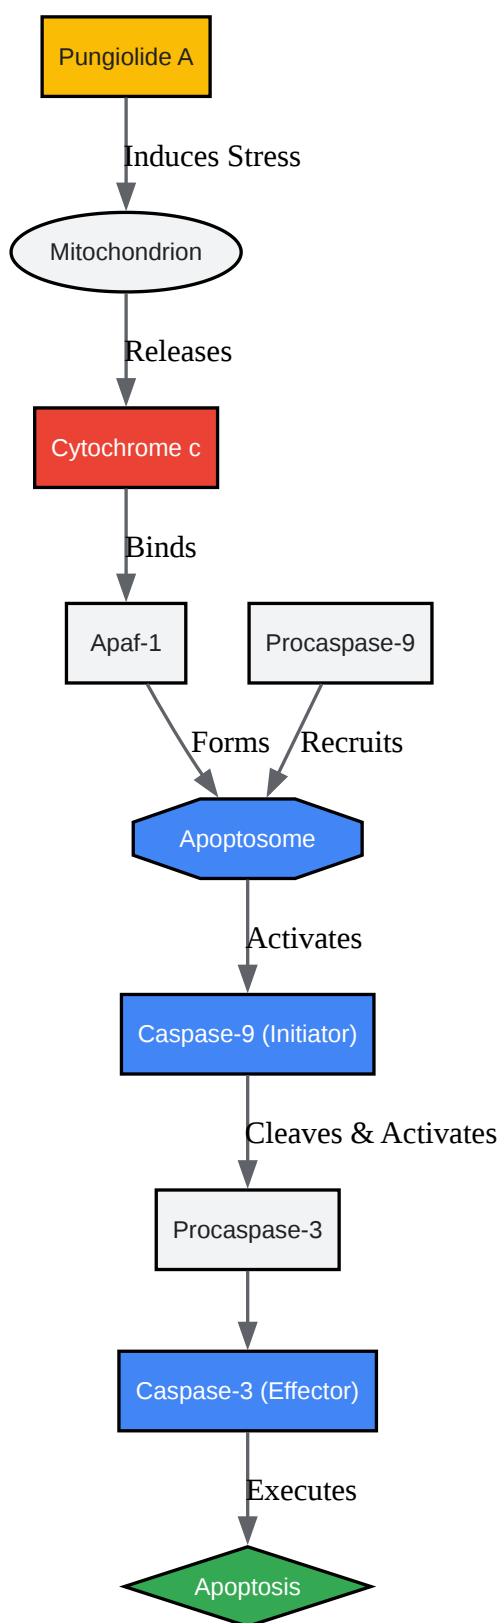 Pungiolide A
Induces Stress
Mitochondrion
Releases
Cytochrome c
Binds
Apaf-1
Procaspase-9
Forms
Recruits
Apoptosome
Activates
Caspase-9 (Initiator)
Cleaves & Activates
Procaspase-3
Caspase-3 (Effector)
Executes
Apoptosis